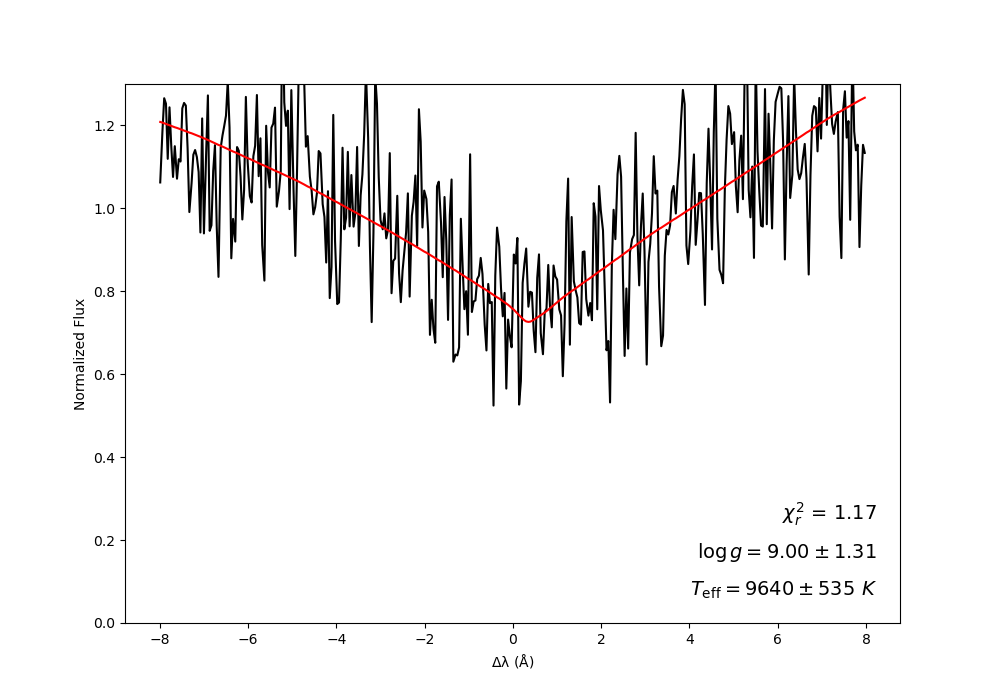 1.2
1.0
0.8
0.6
0.4
0.2
0.0
Normalized Flux
χ²ᵣ = 1.17
log g = 9.00 ± 1.31
T_eff = 9640 ± 535 K
−8 −6 −4 −2 0 2 4 6 8
Δλ (Å)